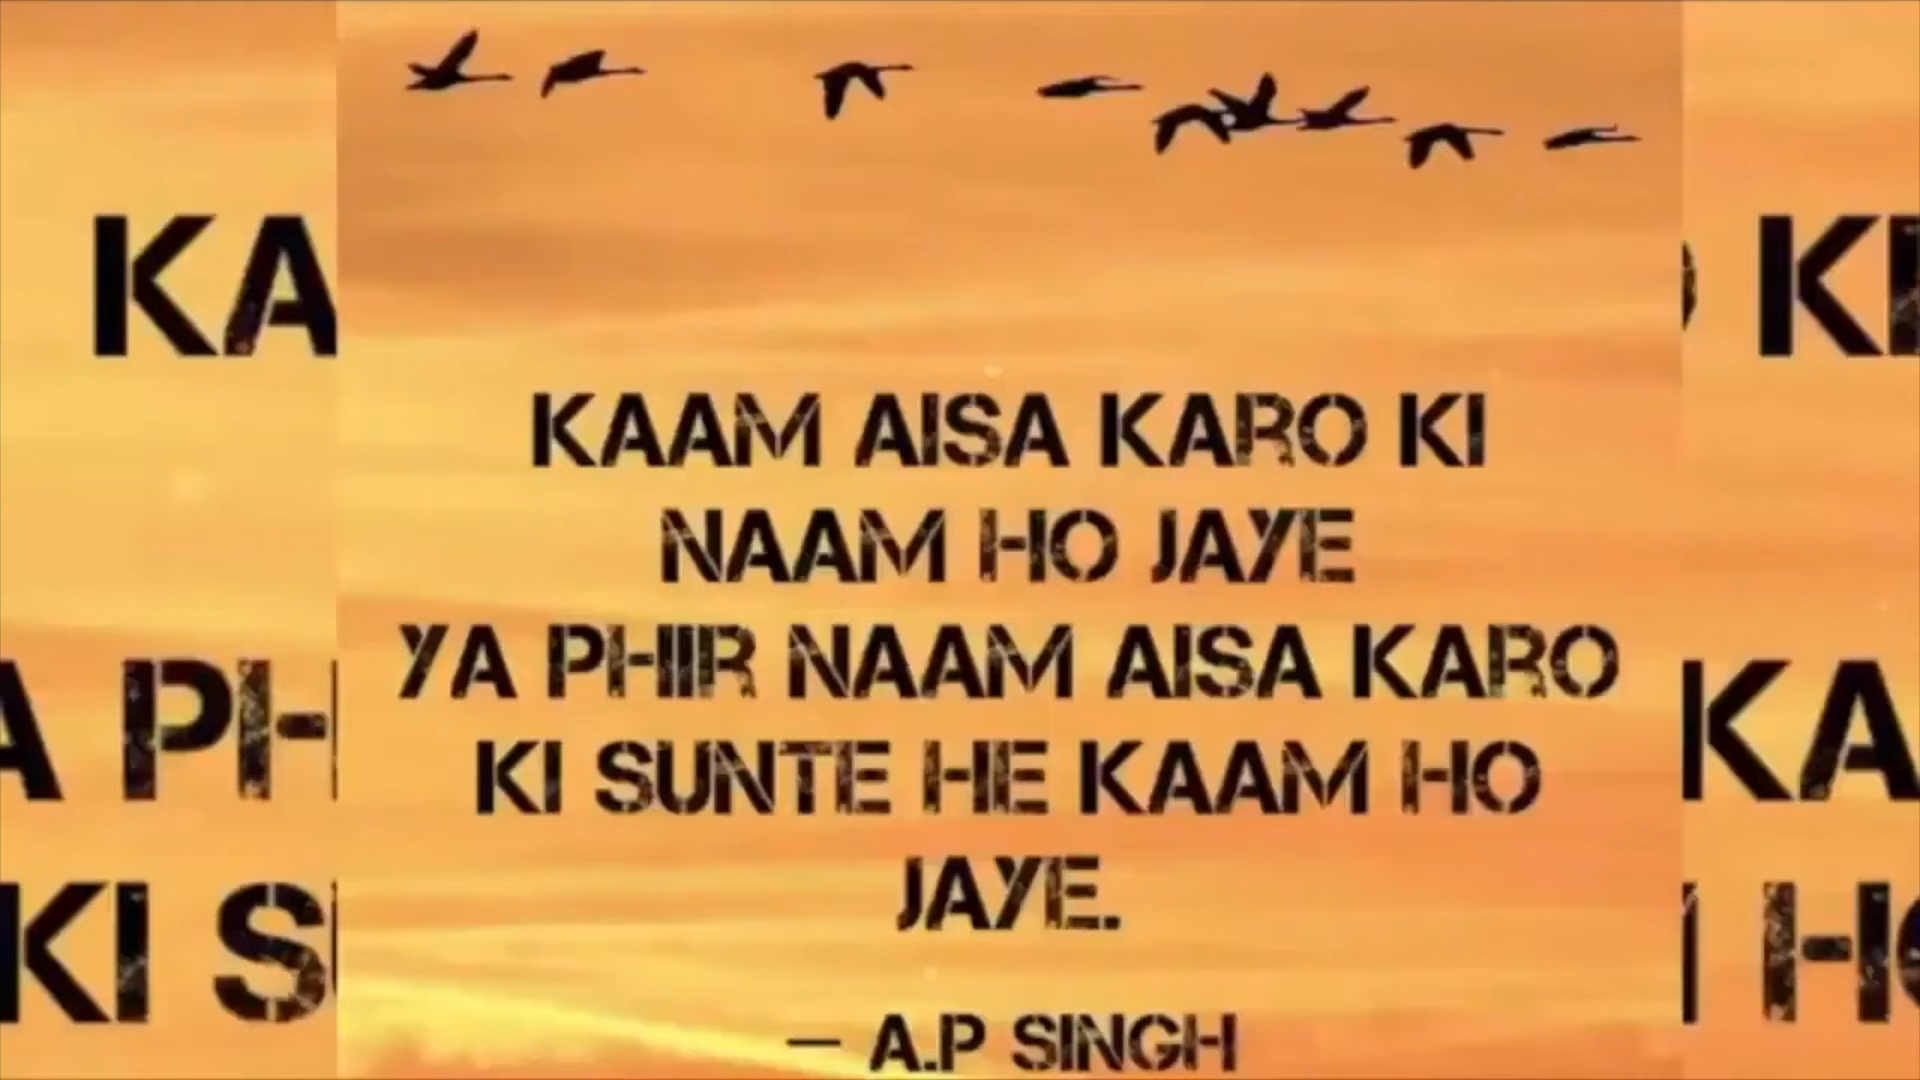 KAAM AISA KARO KI
NAAM HO JAYE
YA PHIR NAAM AISA KARO
KI SUNTE HE KAAM HO
JAYE.
— A.P SINGH